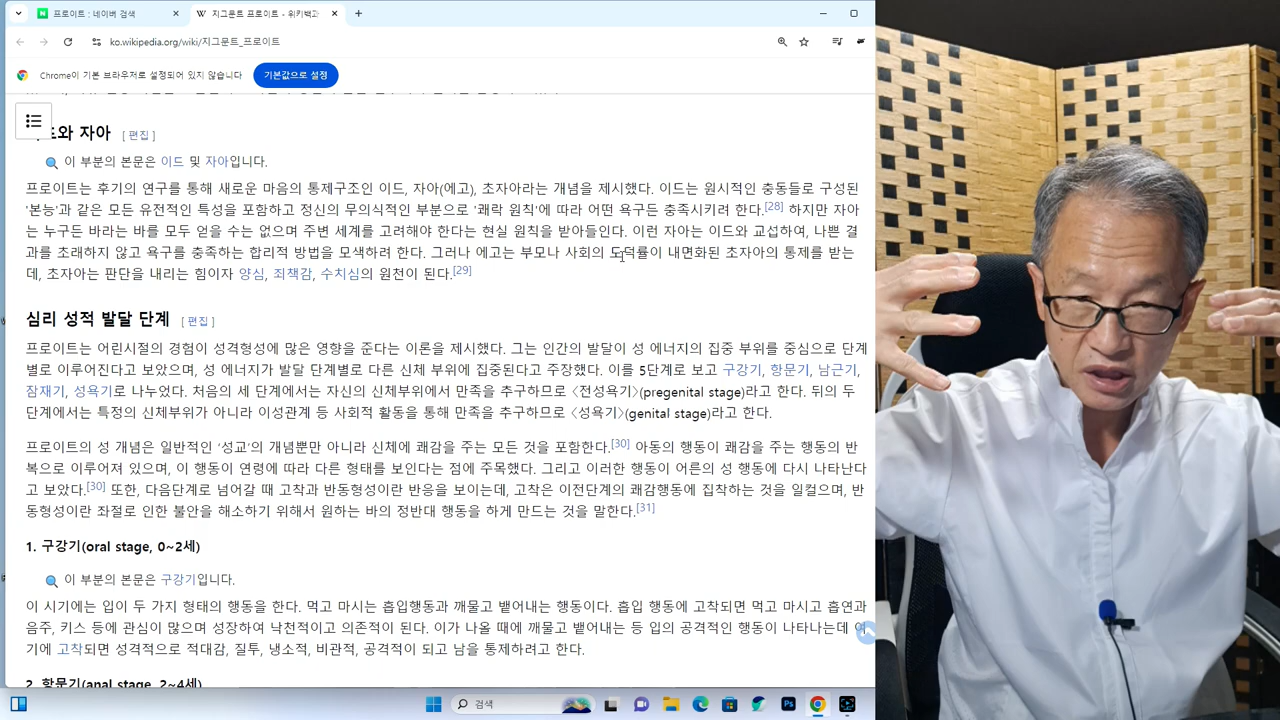 프로이트 : 네이버 검색
지그문트 프로이트 - 위키백과
ko.wikipedia.org/wiki/지그문트_프로이트
Chrome이 기본 브라우저로 설정되어 있지 않습니다
기본값으로 설정
와 자아 [ 편집 ]
이 부분의 본문은 이드 및 자아입니다.
프로이트는 후기의 연구를 통해 새로운 마음의 통제구조인 이드, 자아(에고), 초자아라는 개념을 제시했다. 이드는 원시적인 충동들로 구성된
'본능'과 같은 모든 유전적인 특성을 포함하고 정신의 무의식적인 부분으로 '쾌락 원칙'에 따라 어떤 욕구든 충족시키려 한다.[28] 하지만 자아
는 누구든 바라는 바를 모두 얻을 수는 없으며 주변 세계를 고려해야 한다는 현실 원칙을 받아들인다. 이런 자아는 이드와 교섭하여, 나쁜 결
과를 초래하지 않고 욕구를 충족하는 합리적 방법을 모색하려 한다. 그러나 에고는 부모나 사회의 도덕률이 내면화된 초자아의 통제를 받는
데, 초자아는 판단을 내리는 힘이자 양심, 죄책감, 수치심의 원천이 된다.[29]
심리 성적 발달 단계 [ 편집 ]
프로이트는 어린시절의 경험이 성격형성에 많은 영향을 준다는 이론을 제시했다. 그는 인간의 발달이 성 에너지의 집중 부위를 중심으로 단계
별로 이루어진다고 보았으며, 성 에너지가 발달 단계별로 다른 신체 부위에 집중된다고 주장했다. 이를 5단계로 보고 구강기, 항문기, 남근기,
잠재기, 성욕기로 나누었다. 처음의 세 단계에서는 자신의 신체부위에서 만족을 추구하므로 〈전성욕기〉(pregenital stage)라고 한다. 뒤의 두
단계에서는 특정의 신체부위가 아니라 이성관계 등 사회적 활동을 통해 만족을 추구하므로 〈성욕기〉(genital stage)라고 한다.
프로이트의 성 개념은 일반적인 '성교'의 개념뿐만 아니라 신체에 쾌감을 주는 모든 것을 포함한다.[30] 아동의 행동이 쾌감을 주는 행동의 반
복으로 이루어져 있으며, 이 행동이 연령에 따라 다른 형태를 보인다는 점에 주목했다. 그리고 이러한 행동이 어른의 성 행동에 다시 나타난다
고 보았다.[30] 또한, 다음단계로 넘어갈 때 고착과 반동형성이란 반응을 보이는데, 고착은 이전단계의 쾌감행동에 집착하는 것을 일컬으며, 반
동형성이란 좌절로 인한 불안을 해소하기 위해서 원하는 바의 정반대 행동을 하게 만드는 것을 말한다.[31]
1. 구강기(oral stage, 0~2세)
이 부분의 본문은 구강기입니다.
이 시기에는 입이 두 가지 형태의 행동을 한다. 먹고 마시는 흡입행동과 깨물고 뱉어내는 행동이다. 흡입 행동에 고착되면 먹고 마시고 흡연과
음주, 키스 등에 관심이 많으며 성장하여 낙천적이고 의존적이 된다. 이가 나올 때에 깨물고 뱉어내는 등 입의 공격적인 행동이 나타나는데 여
기에 고착되면 성격적으로 적대감, 질투, 냉소적, 비관적, 공격적이 되고 남을 통제하려고 한다.
2. 항문기(anal stage, 2~4세)
검색